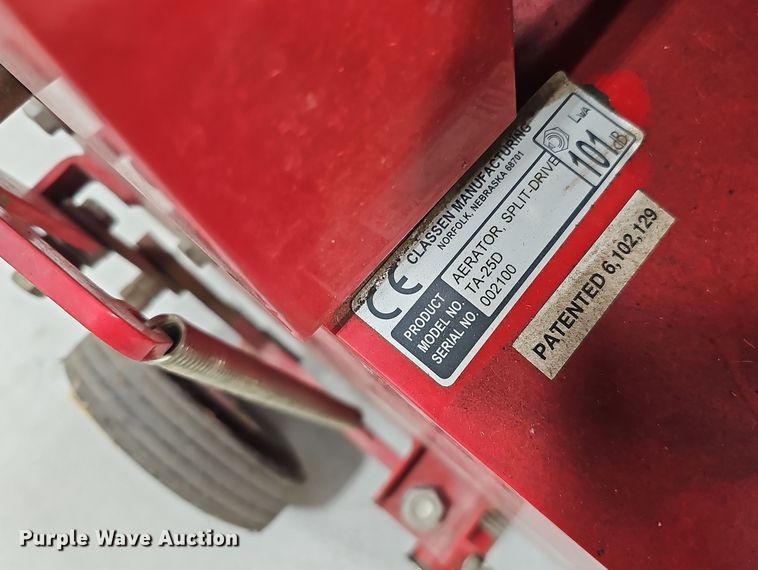 CE CLASSEN MANUFACTURING
NORFOLK, NEBRASKA 68701
PRODUCT AERATOR, SPLIT-DRIVE
MODEL NO. TA-25D
SERIAL NO. 002100
LWA
101 dB
PATENTED 6,102,129
Purple Wave Auction